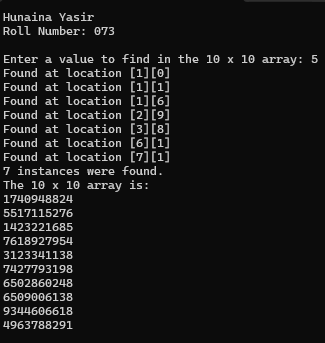 Hunaina Yasir
Roll Number: 073
Enter a value to find in the 10 x 10 array: 5
Found at location [1][0]
Found at location [1][1]
Found at location [1][6]
Found at location [2][9]
Found at location [3][8]
Found at location [6][1]
Found at location [7][1]
7 instances were found.
The 10 x 10 array is:
1740948824
5517115276
1423221685
7618927954
3123341138
7427793198
6502860248
6509006138
9344606618
4963788291